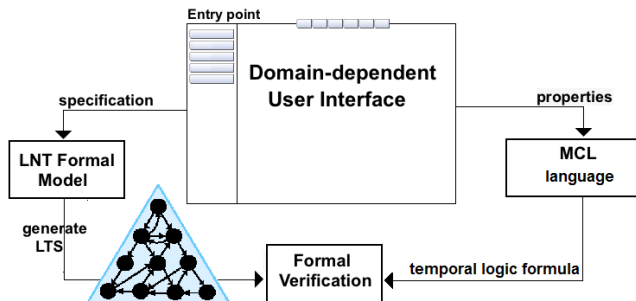 Entry point
Domain-dependent
User Interface
specification
properties
LNT Formal
Model
MCL
language
generate
LTS
Formal
Verification
temporal logic formula